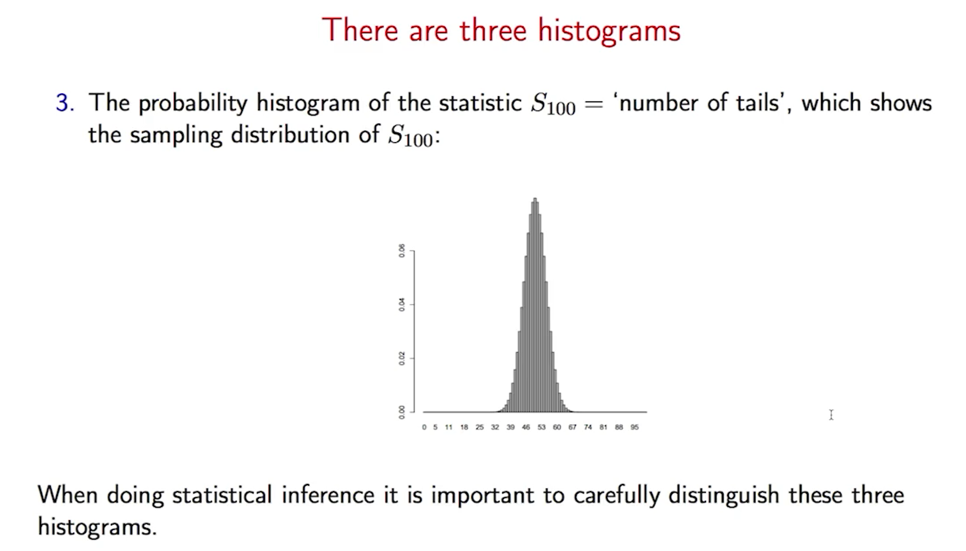 There are three histograms
3. The probability histogram of the statistic S₁₀₀ = ‘number of tails’, which shows
the sampling distribution of S₁₀₀:
0.06
0.04
0.02
0.00
0 5 11 18 25 32 39 46 53 60 67 74 81 88 95
When doing statistical inference it is important to carefully distinguish these three
histograms.